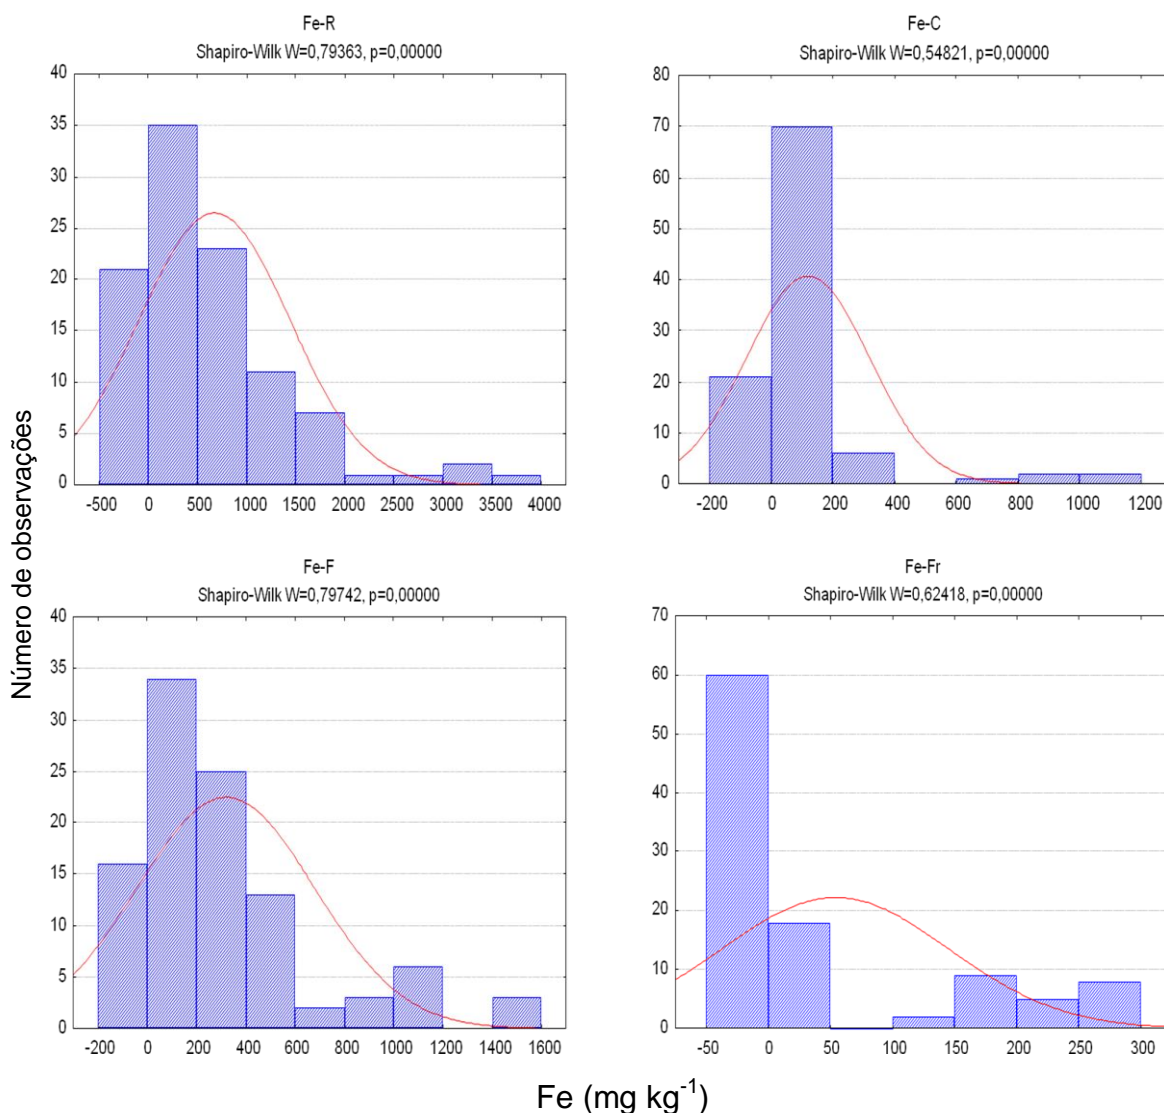 Fe-R
Shapiro-Wilk W=0,79363, p=0,00000
40
35
30
25
20
15
10
5
0
-500 0 500 1000 1500 2000 2500 3000 3500 4000
Fe-C
Shapiro-Wilk W=0,54821, p=0,00000
80
70
60
50
40
30
20
10
0
-200 0 200 400 600 800 1000 1200
Número de observações
Fe-F
Shapiro-Wilk W=0,79742, p=0,00000
40
35
30
25
20
15
10
5
0
-200 0 200 400 600 800 1000 1200 1400 1600
Fe-Fr
Shapiro-Wilk W=0,62418, p=0,00000
70
60
50
40
30
20
10
0
-50 0 50 100 150 200 250 300
Fe (mg kg⁻¹)